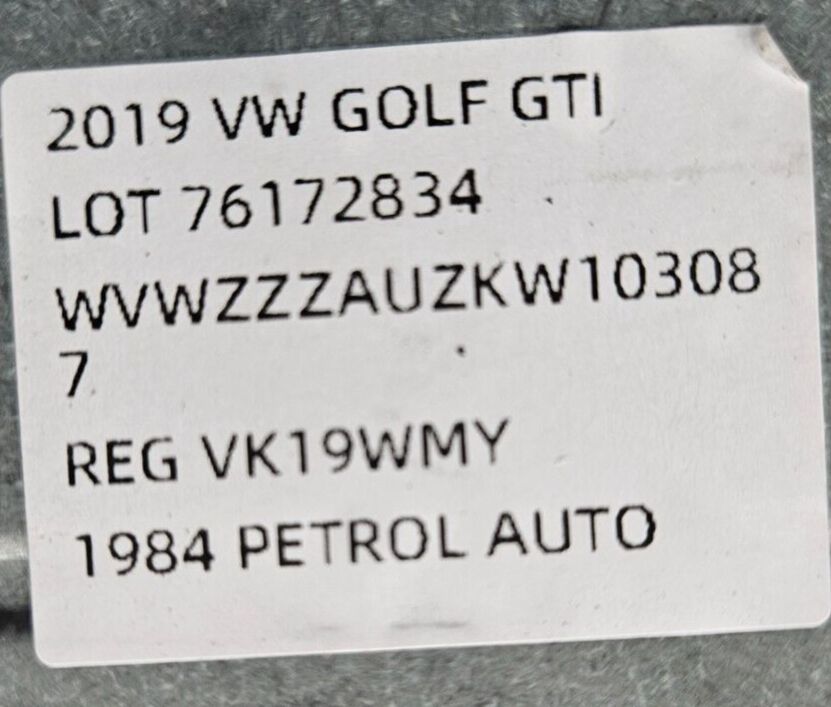 2019 VW GOLF GTI
LOT 76172834
WVWZZZAUZKW10308
7
REG VK19WMY
1984 PETROL AUTO